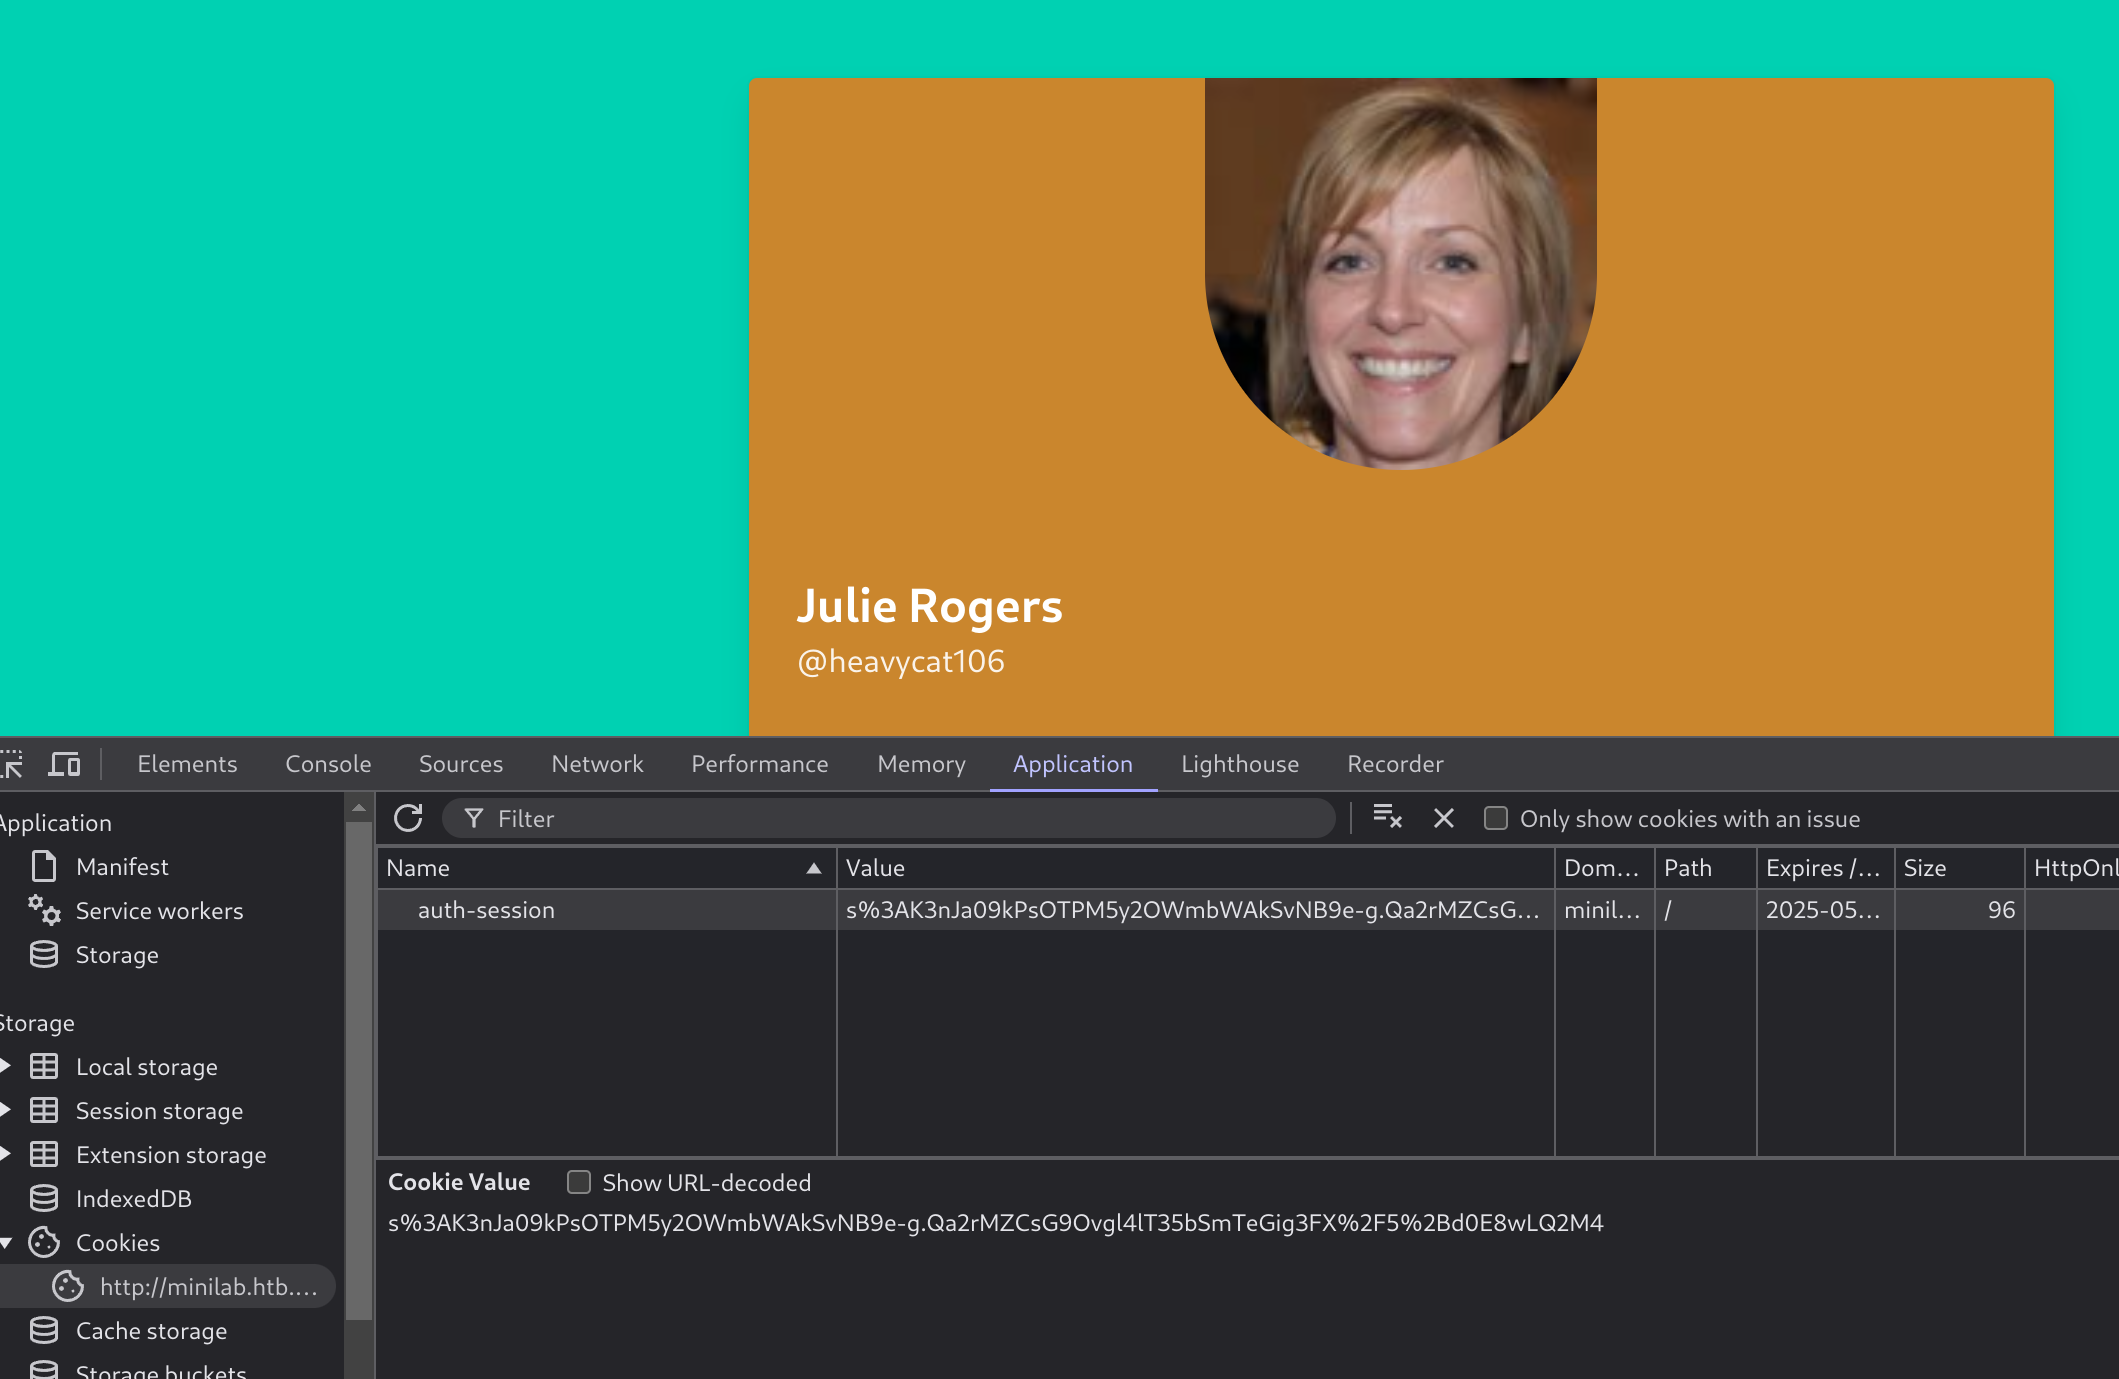 Julie Rogers
@heavycat106
Elements Console Sources Network Performance Memory Application Lighthouse Recorder
Application
Manifest
Service workers
Storage
Storage
Local storage
Session storage
Extension storage
IndexedDB
Cookies
http://minilab.htb....
Cache storage
Storage buckets
Filter
Only show cookies with an issue
Name Value Dom... Path Expires /... Size HttpOnl
auth-session s%3AK3nJa09kPsOTPM5y2OWmbWAkSvNB9e-g.Qa2rMZCsG... minil... / 2025-05... 96
Cookie Value Show URL-decoded
s%3AK3nJa09kPsOTPM5y2OWmbWAkSvNB9e-g.Qa2rMZCsG9Ovgl4lT35bSmTeGig3FX%2F5%2Bd0E8wLQ2M4